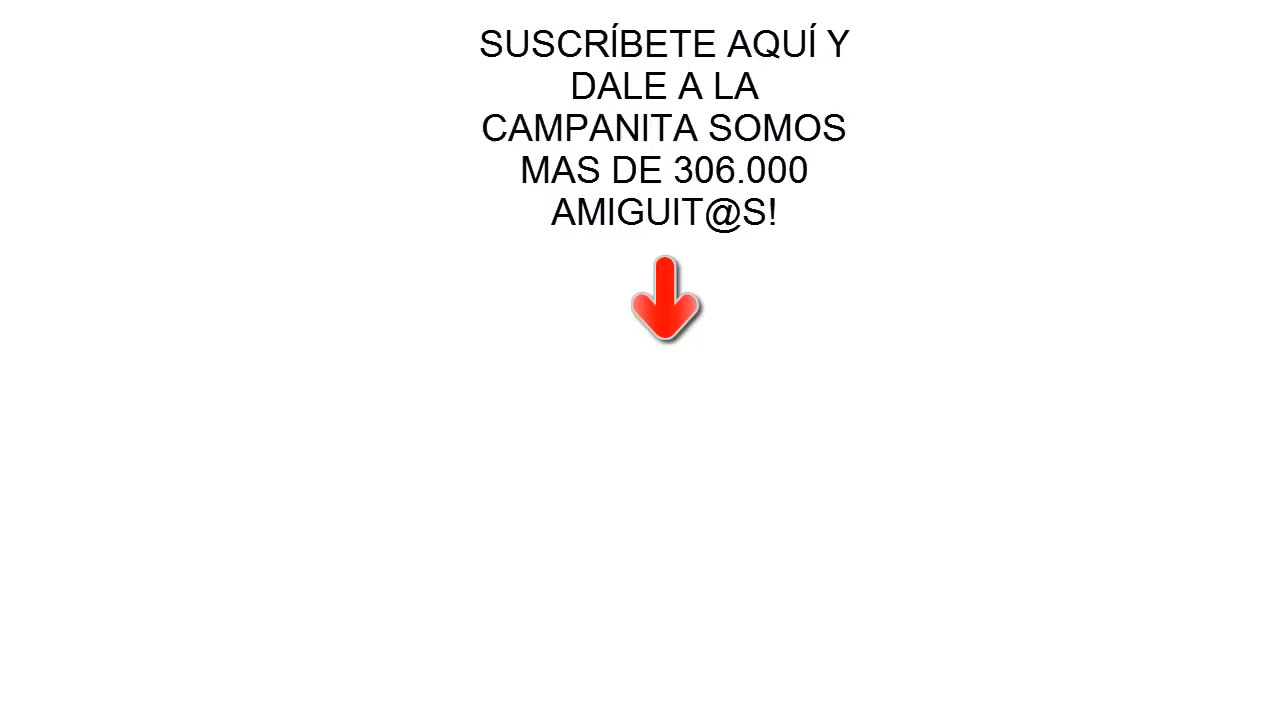 SUSCRÍBETE AQUÍ Y
DALE A LA
CAMPANITA SOMOS
MAS DE 306.000
AMIGUIT@S!